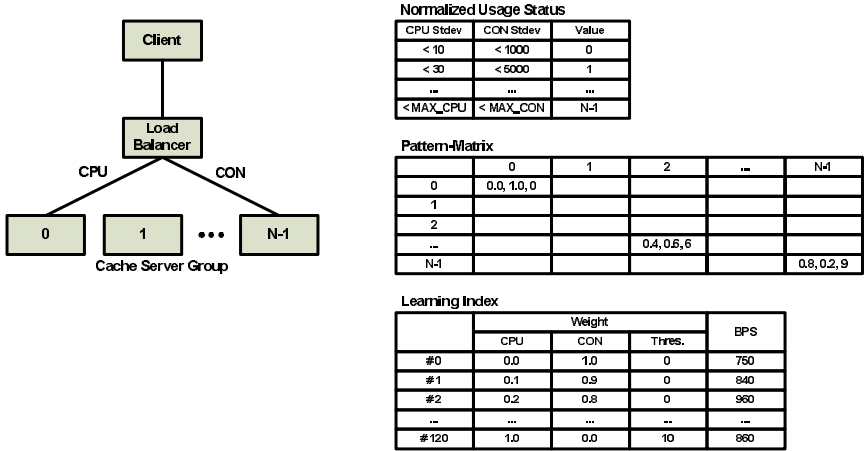 Client
Load
Balancer
CPU
CON
0
1
•••
N-1
Cache Server Group
Normalized Usage Status
CPU Stdev CON Stdev Value
< 10 < 1000 0
< 30 < 5000 1
... ... ...
< MAX_CPU < MAX_CON N-1
Pattern-Matrix
0 1 2 ... N-1
0 0.0, 1.0, 0
1
2
... 0.4, 0.6, 6
N-1 0.8, 0.2, 9
Learning Index
Weight BPS
CPU CON Thres.
#0 0.0 1.0 0 750
#1 0.1 0.9 0 840
#2 0.2 0.8 0 960
... ... ... ... ...
#120 1.0 0.0 10 860